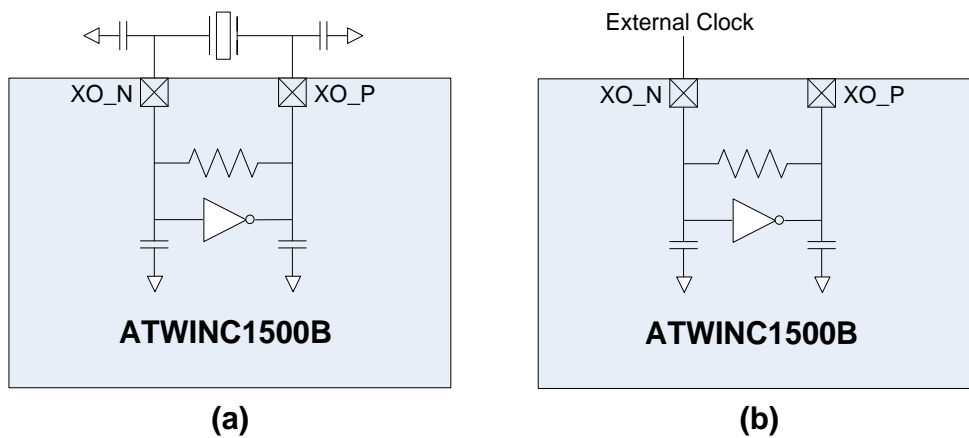 External Clock
XO_N XO_P XO_N XO_P
ATWINC1500B ATWINC1500B
(a) (b)